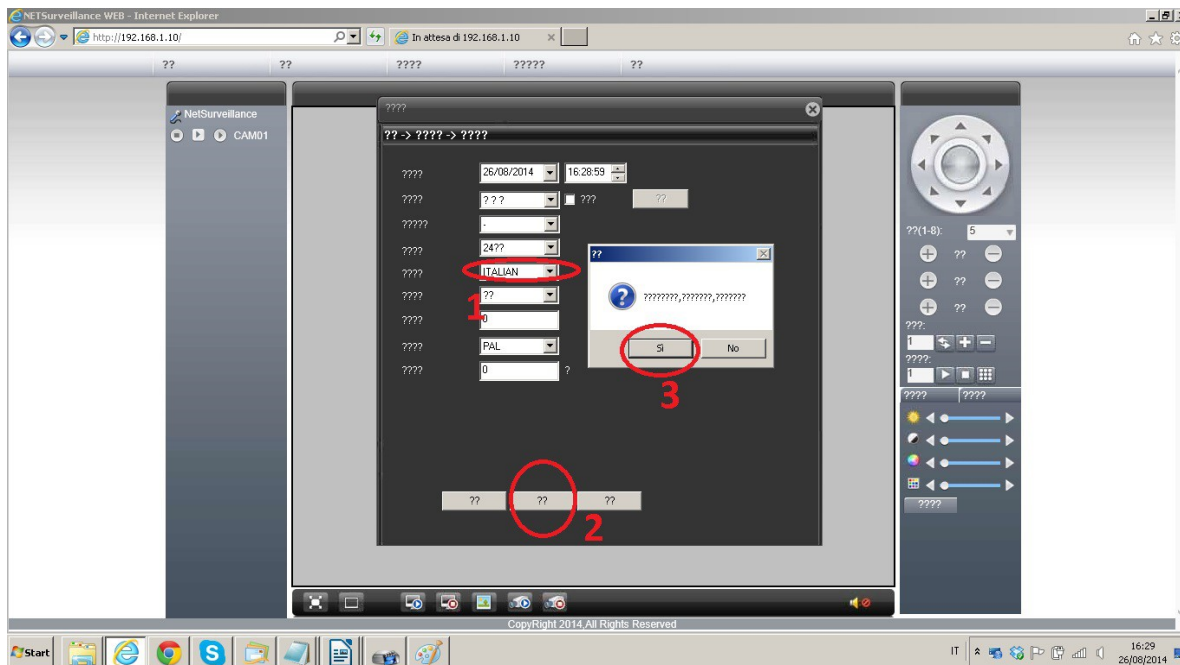 NETSurveillance WEB - Internet Explorer
http://192.168.1.10/
In attesa di 192.168.1.10
?? ?? ???? ????? ??
NetSurveillance
CAM01
????
?? -> ???? -> ????
???? 26/08/2014 16:28:59
???? ? ? ? ??? ??
????? -
???? 24??
???? ITALIAN
1
???? ??
???? 0
???? PAL
???? 0 ?
??
????????,???????,???????
Sì No
3
?? ?? ??
2
??(1-8): 5
??
??
??
???:
1
????:
1
???? ????
????
CopyRight 2014,All Rights Reserved
Start
IT
16:29
26/08/2014